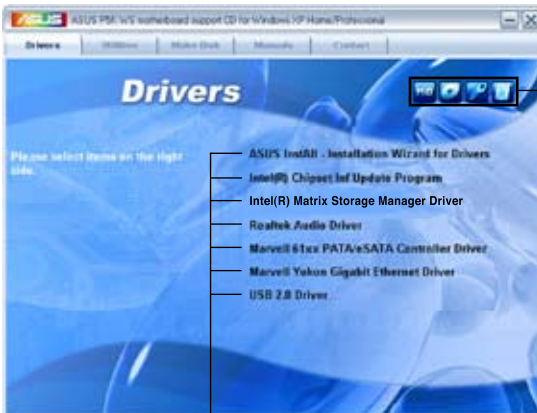 ASUS P5K WS motherboard support CD for Windows XP Home/Professional
Drivers Utilities Make Disk Manuals Contact
Drivers
Please select items on the right side.
ASUS InstAll - Installation Wizard for Drivers
Intel(R) Chipset Inf Update Program
Intel(R) Matrix Storage Manager Driver
Realtek Audio Driver
Marvell 61xx PATA/eSATA Controller Driver
Marvell Yukon Gigabit Ethernet Driver
USB 2.0 Driver